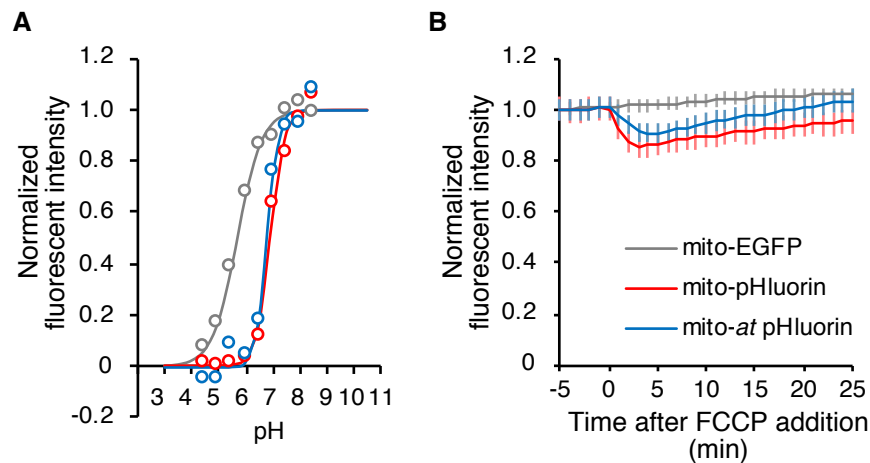 A
Normalized
fluorescent intensity
1.2
1.0
0.8
0.6
0.4
0.2
0
-0.2
3 4 5 6 7 8 9 10 11
pH
B
Normalized
fluorescent intensity
1.2
1.0
0.8
0.6
0.4
0.2
0
mito-EGFP
mito-pHluorin
mito-at pHluorin
-5 0 5 10 15 20 25
Time after FCCP addition
(min)